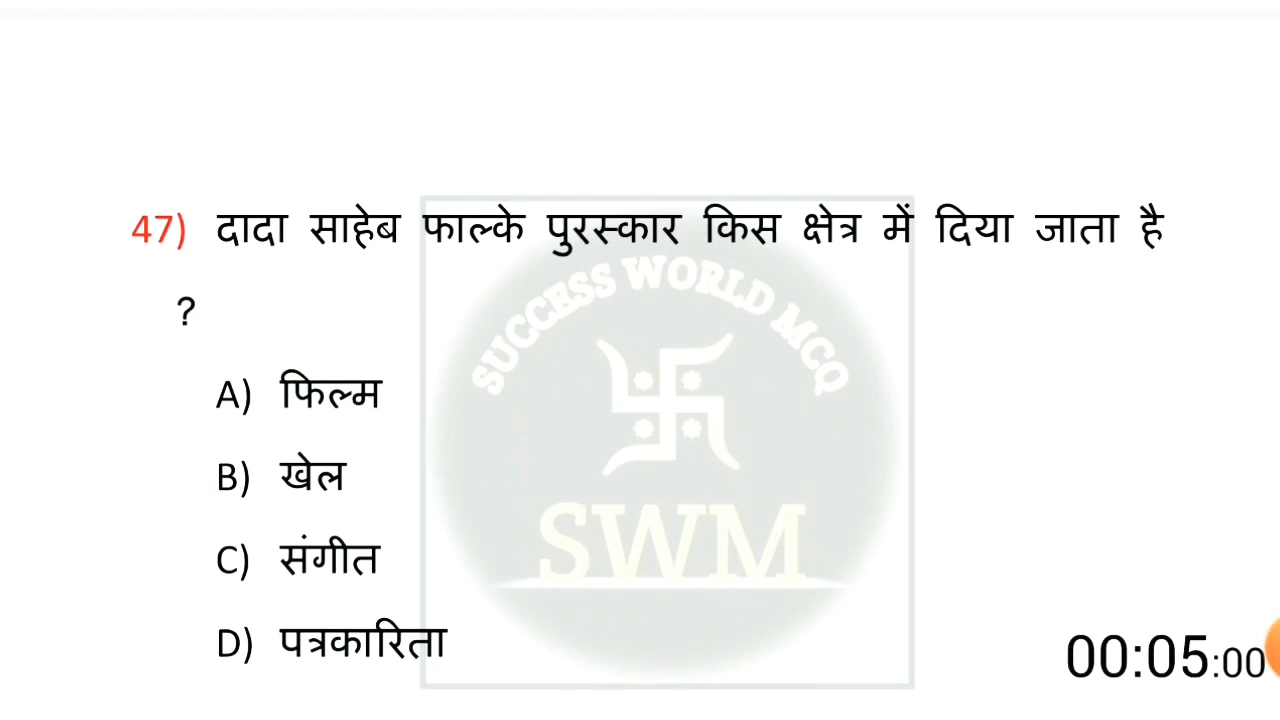 47) दादा साहेब फाल्के पुरस्कार किस क्षेत्र में दिया जाता है
?
SUCCESS WORLD MCQ
A) फिल्म
B) खेल
C) संगीत
SWM
D) पत्रकारिता
00:05:00